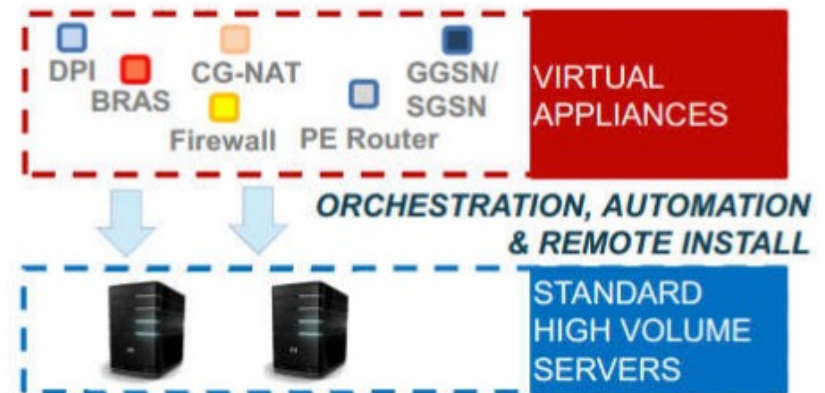 DPI
BRAS
CG-NAT
Firewall
PE Router
GGSN/
SGSN
VIRTUAL
APPLIANCES
ORCHESTRATION, AUTOMATION
& REMOTE INSTALL
STANDARD
HIGH VOLUME
SERVERS